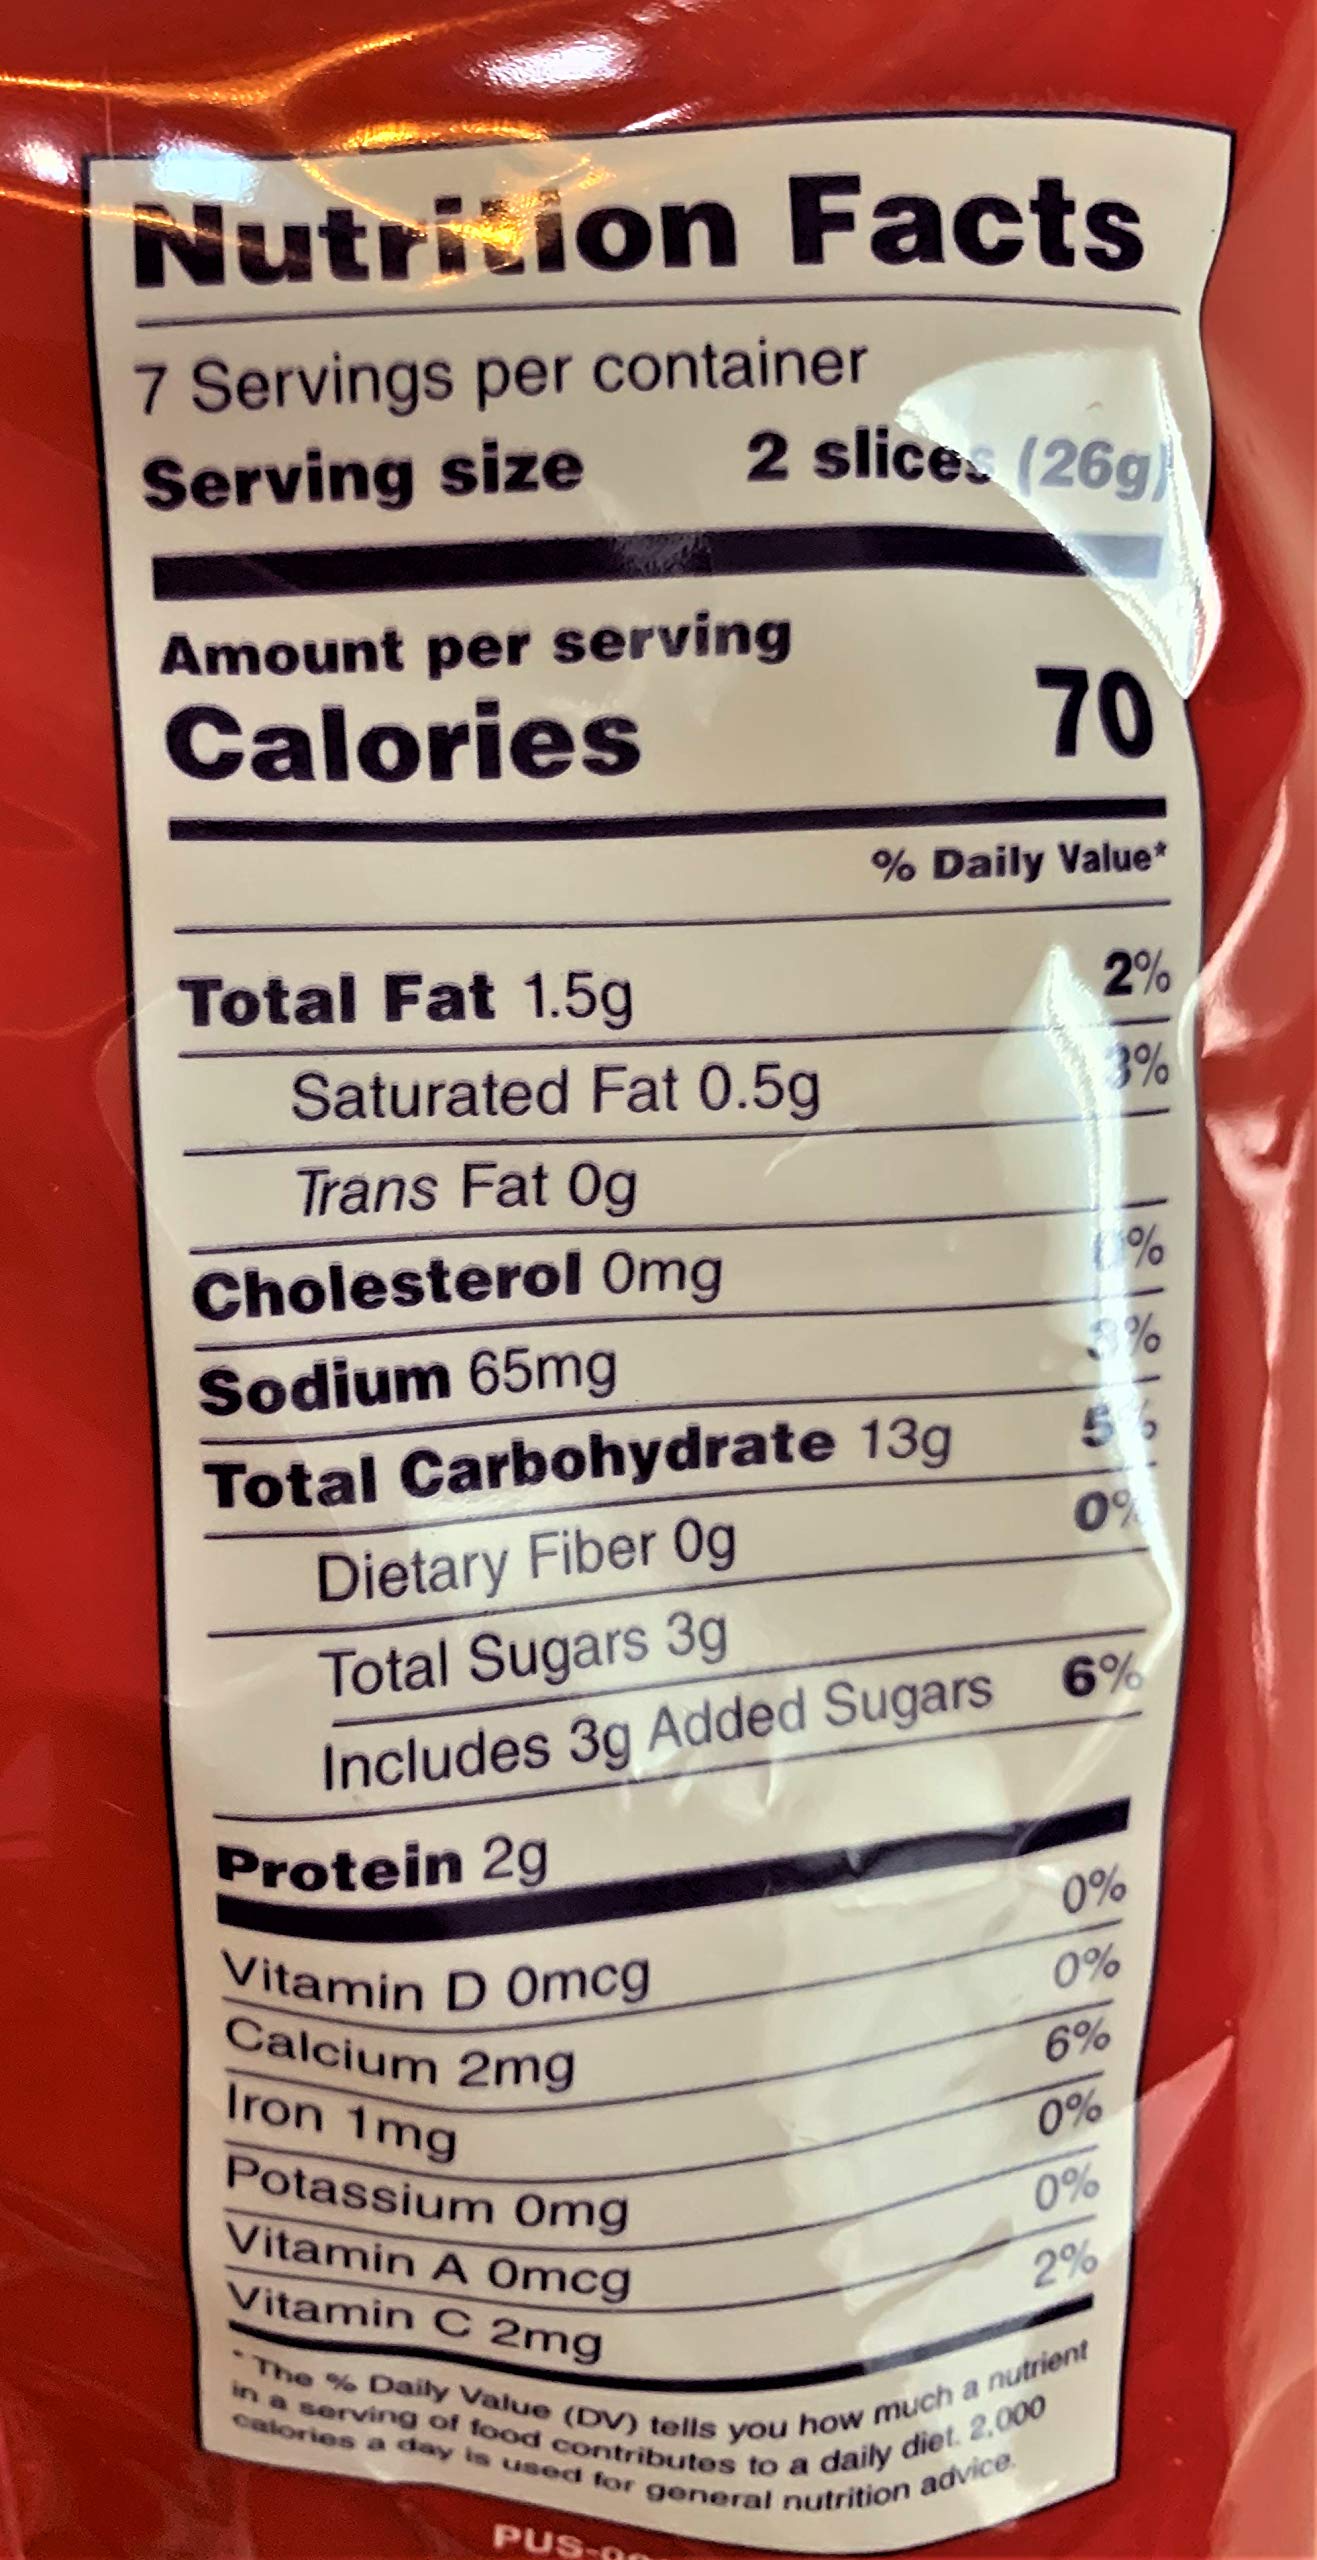 Nutrition Facts
7 Servings per container
Serving size 2 slices (26g)
Amount per serving
Calories 70
% Daily Value*
Total Fat 1.5g 2%
Saturated Fat 0.5g 3%
Trans Fat 0g
Cholesterol 0mg 0%
Sodium 65mg 3%
Total Carbohydrate 13g 5%
Dietary Fiber 0g 0%
Total Sugars 3g
Includes 3g Added Sugars 6%
Protein 2g
Vitamin D 0mcg 0%
Calcium 2mg 0%
Iron 1mg 6%
Potassium 0mg 0%
Vitamin A 0mcg 0%
Vitamin C 2mg 2%
* The % Daily Value (DV) tells you how much a nutrient
in a serving of food contributes to a daily diet. 2,000
calories a day is used for general nutrition advice.